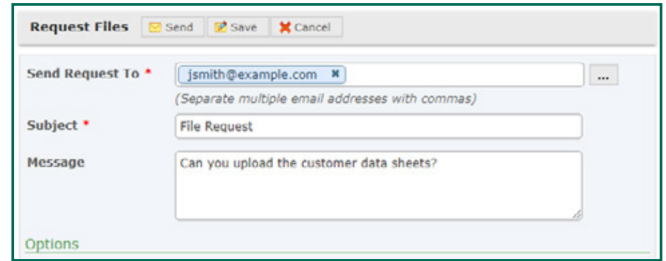 Request Files Send Save Cancel
Send Request To * jsmith@example.com ✖ ...
(Separate multiple email addresses with commas)
Subject * File Request
Message Can you upload the customer data sheets?
Options